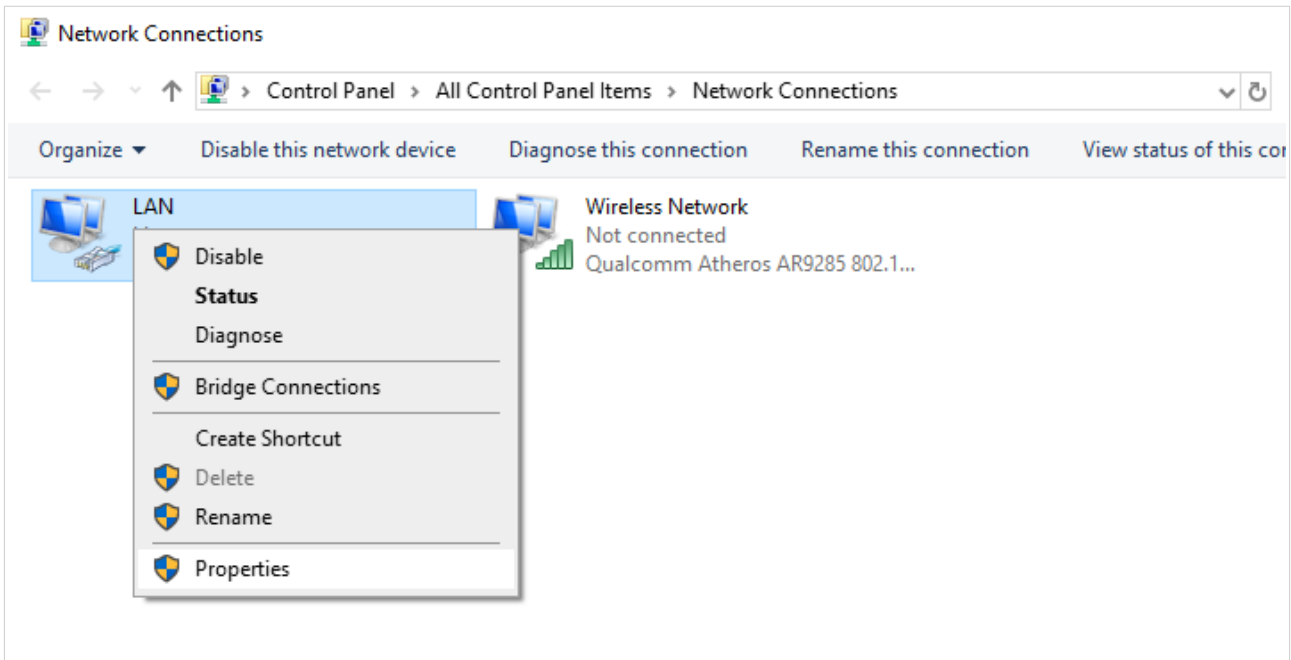 Network Connections
Control Panel > All Control Panel Items > Network Connections
Organize Disable this network device Diagnose this connection Rename this connection View status of this
LAN
Wireless Network
Not connected
Qualcomm Atheros AR9285 802.1...
Disable
Status
Diagnose
Bridge Connections
Create Shortcut
Delete
Rename
Properties